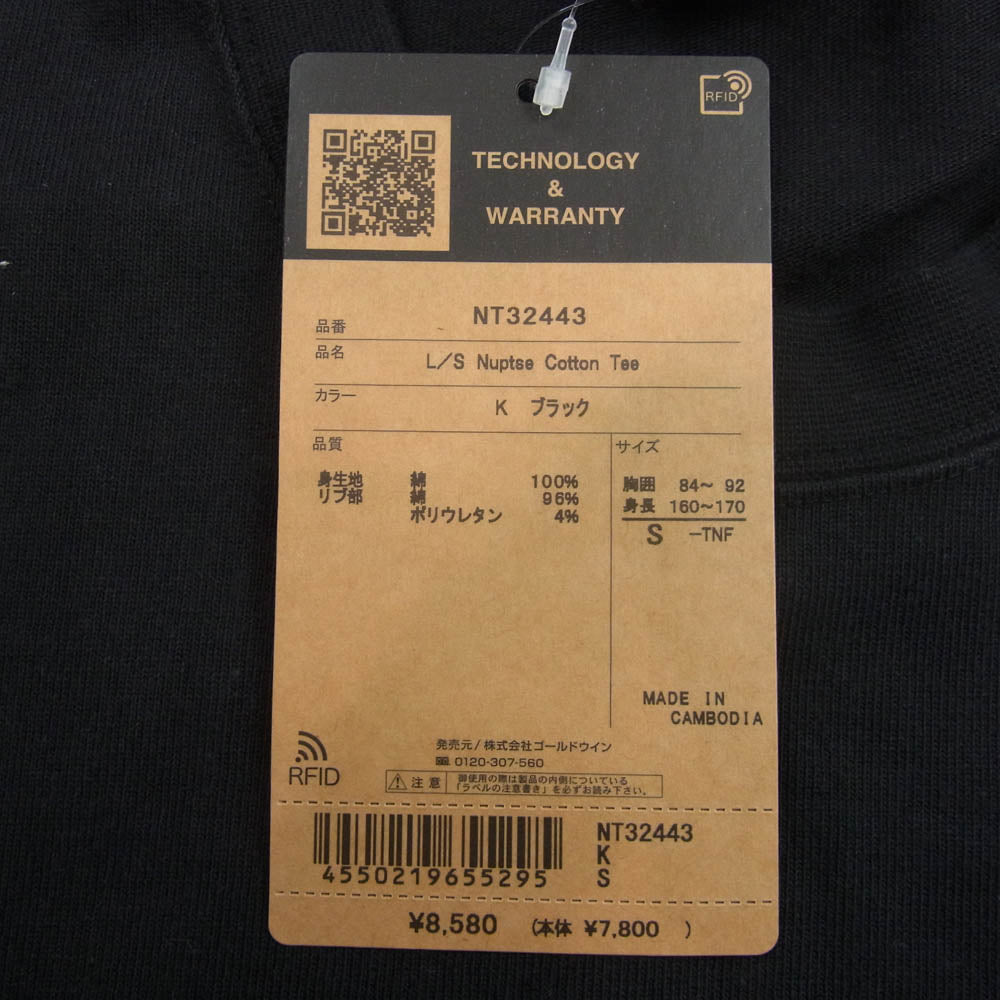 RFID
TECHNOLOGY
&
WARRANTY
品番 NT32443
品名 L/S Nuptse Cotton Tee
カラー K ブラック
品質
身生地 綿 100%
リブ部 綿 96%
ポリウレタン 4%
サイズ
胸囲 84~ 92
身長 160~170
S -TNF
MADE IN
CAMBODIA
RFID
発売元/株式会社ゴールドウイン
0120-307-560
注意
御使用の際は製品の内側についている
「ラベルの注意書き」を必ずお読み下さい。
4550219655295
NT32443
K
S
¥8,580 (本体 ¥7,800 )